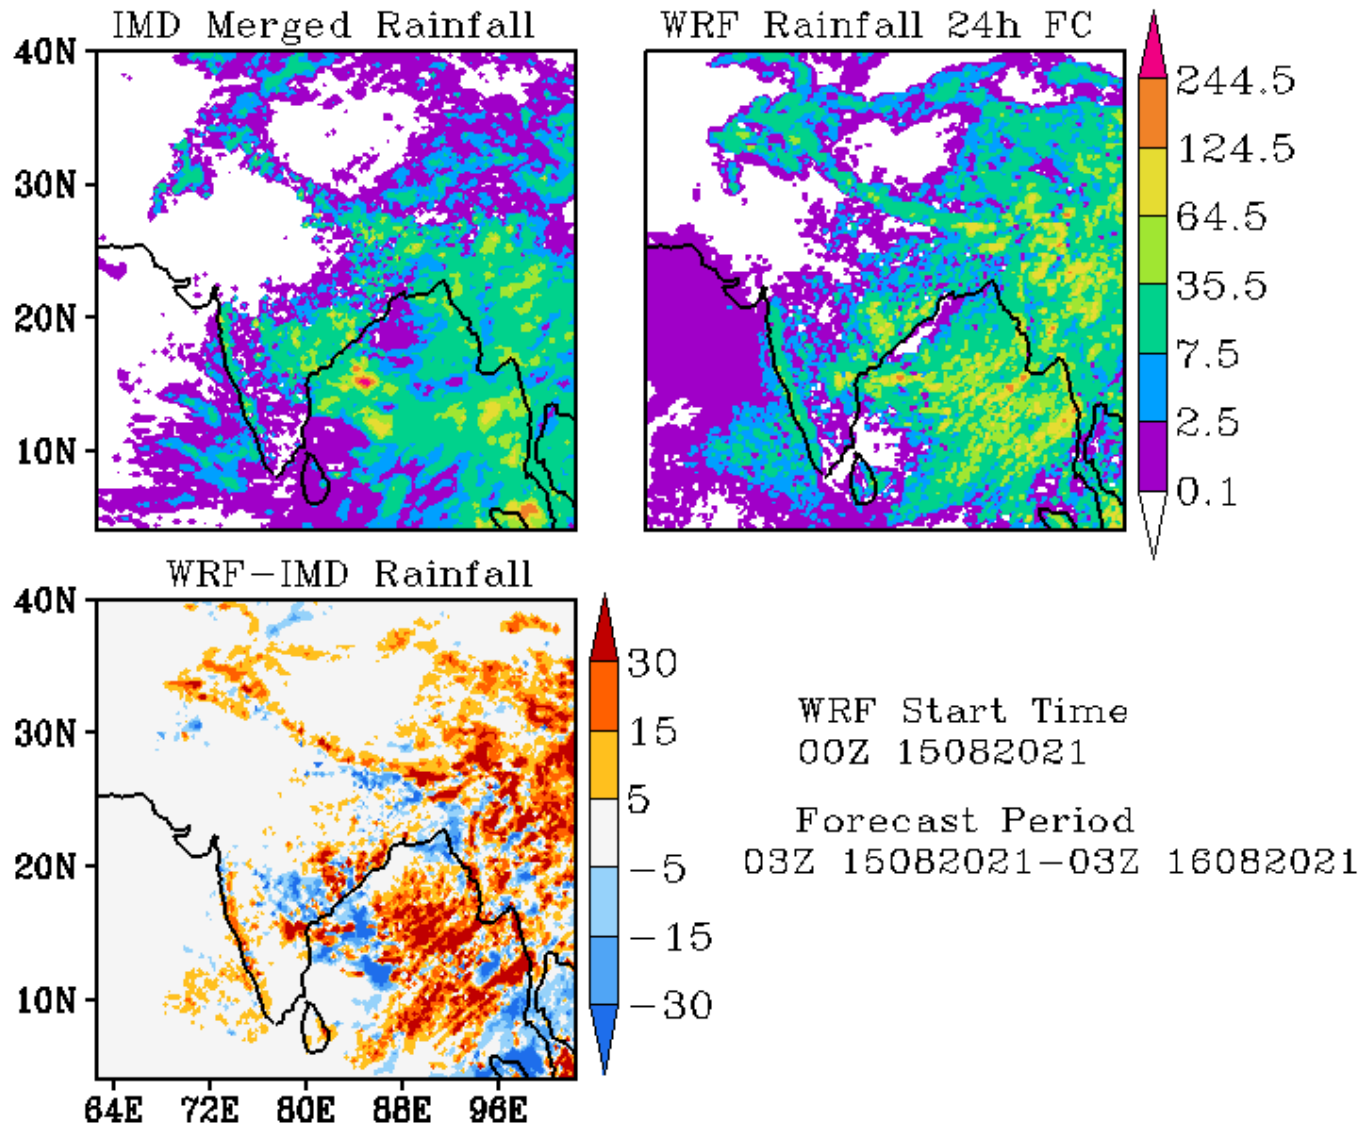 IMD Merged Rainfall
WRF Rainfall 24h FC
40N
30N
20N
10N
244.5
124.5
64.5
35.5
7.5
2.5
0.1
WRF-IMD Rainfall
40N
30N
20N
10N
64E 72E 80E 88E 96E
30
15
5
-5
-15
-30
WRF Start Time
00Z 15082021
Forecast Period
03Z 15082021-03Z 16082021